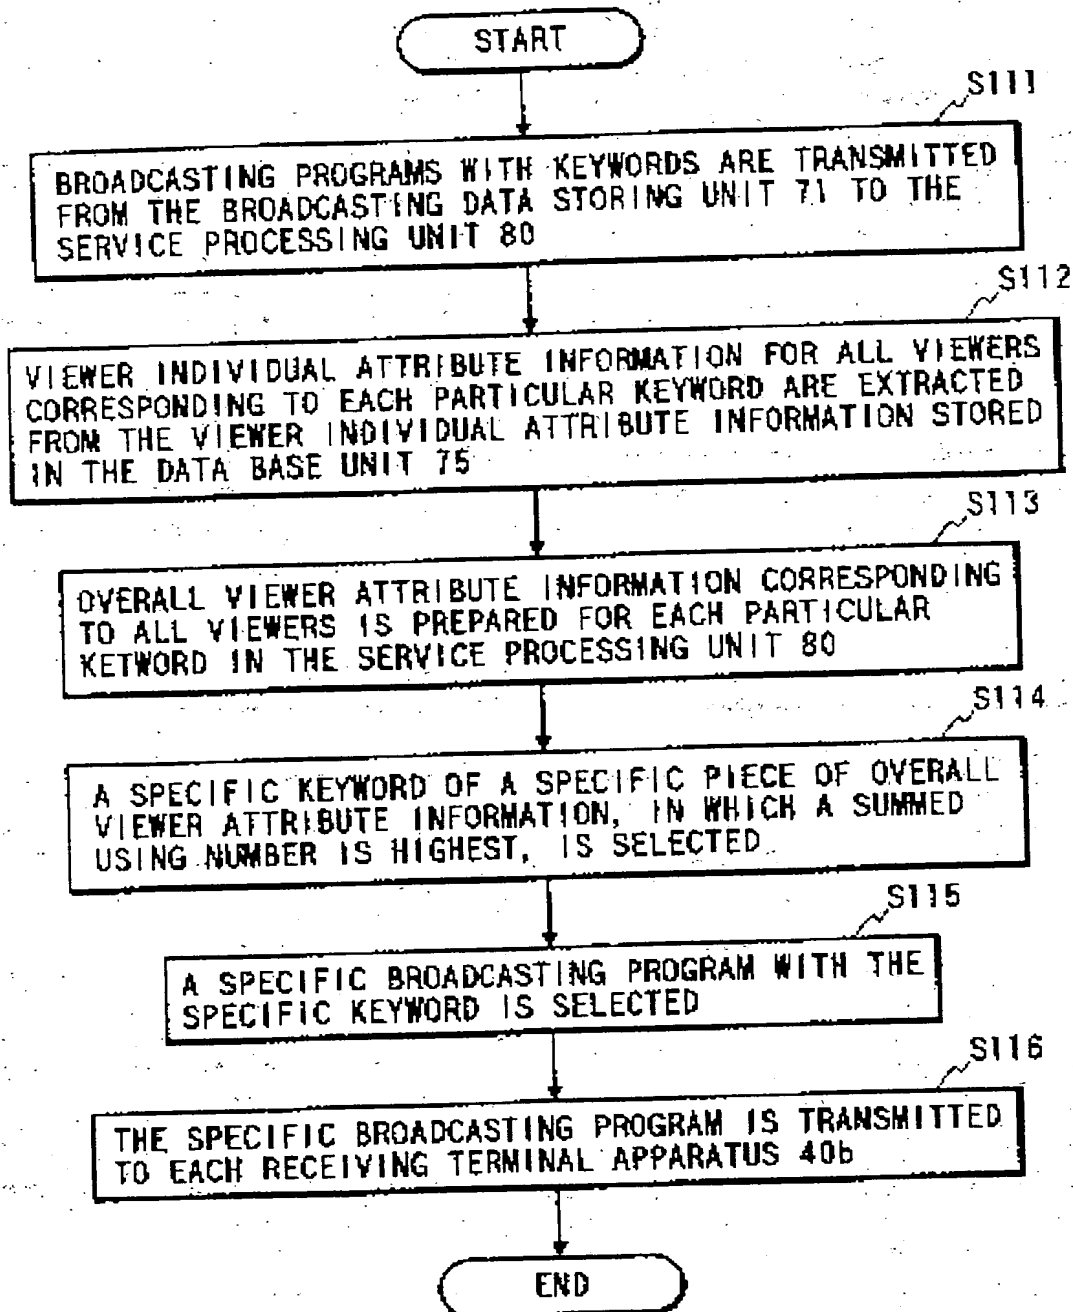 START
S111
BROADCASTING PROGRAMS WITH KEYWORDS ARE TRANSMITTED
FROM THE BROADCASTING DATA STORING UNIT 71 TO THE
SERVICE PROCESSING UNIT 80
S112
VIEWER INDIVIDUAL ATTRIBUTE INFORMATION FOR ALL VIEWERS
CORRESPONDING TO EACH PARTICULAR KEYWORD ARE EXTRACTED
FROM THE VIEWER INDIVIDUAL ATTRIBUTE INFORMATION STORED
IN THE DATA BASE UNIT 75
S113
OVERALL VIEWER ATTRIBUTE INFORMATION CORRESPONDING
TO ALL VIEWERS IS PREPARED FOR EACH PARTICULAR
KETWORD IN THE SERVICE PROCESSING UNIT 80
S114
A SPECIFIC KEYWORD OF A SPECIFIC PIECE OF OVERALL
VIEWER ATTRIBUTE INFORMATION, IN WHICH A SUMMED
USING NUMBER IS HIGHEST, IS SELECTED
S115
A SPECIFIC BROADCASTING PROGRAM WITH THE
SPECIFIC KEYWORD IS SELECTED
S116
THE SPECIFIC BROADCASTING PROGRAM IS TRANSMITTED
TO EACH RECEIVING TERMINAL APPARATUS 40b
END